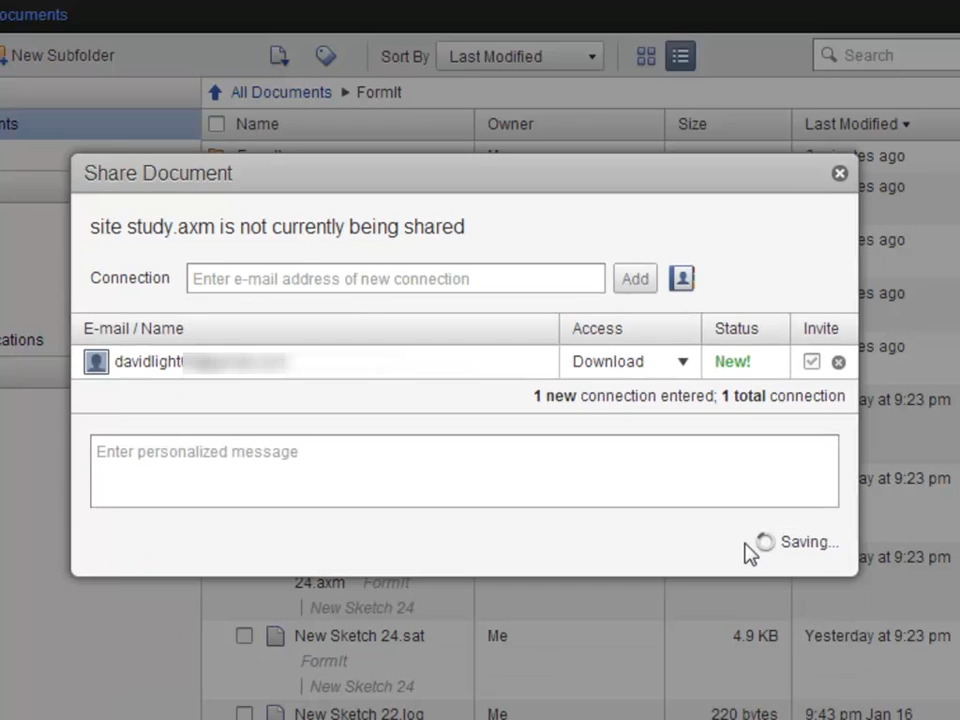 ocuments
New Subfolder
Sort By
Last Modified
Search
All Documents ▸ FormIt
nts
Name
Owner
Size
Last Modified
es ago
Share Document
es ago
site study.axm is not currently being shared
es ago
Connection
Enter e-mail address of new connection
Add
es ago
E-mail / Name
Access
Status
Invite
cations
es ago
davidlight
Download
New!
1 new connection entered; 1 total connection
ay at 9:23 pm
Enter personalized message
ay at 9:23 pm
Saving...
ay at 9:23 pm
24.axm FormIt
New Sketch 24
New Sketch 24.sat
Me
4.9 KB
Yesterday at 9:23 pm
FormIt
New Sketch 24
New Sketch 22.log
Me
220 bytes
9:43 pm Jan 16